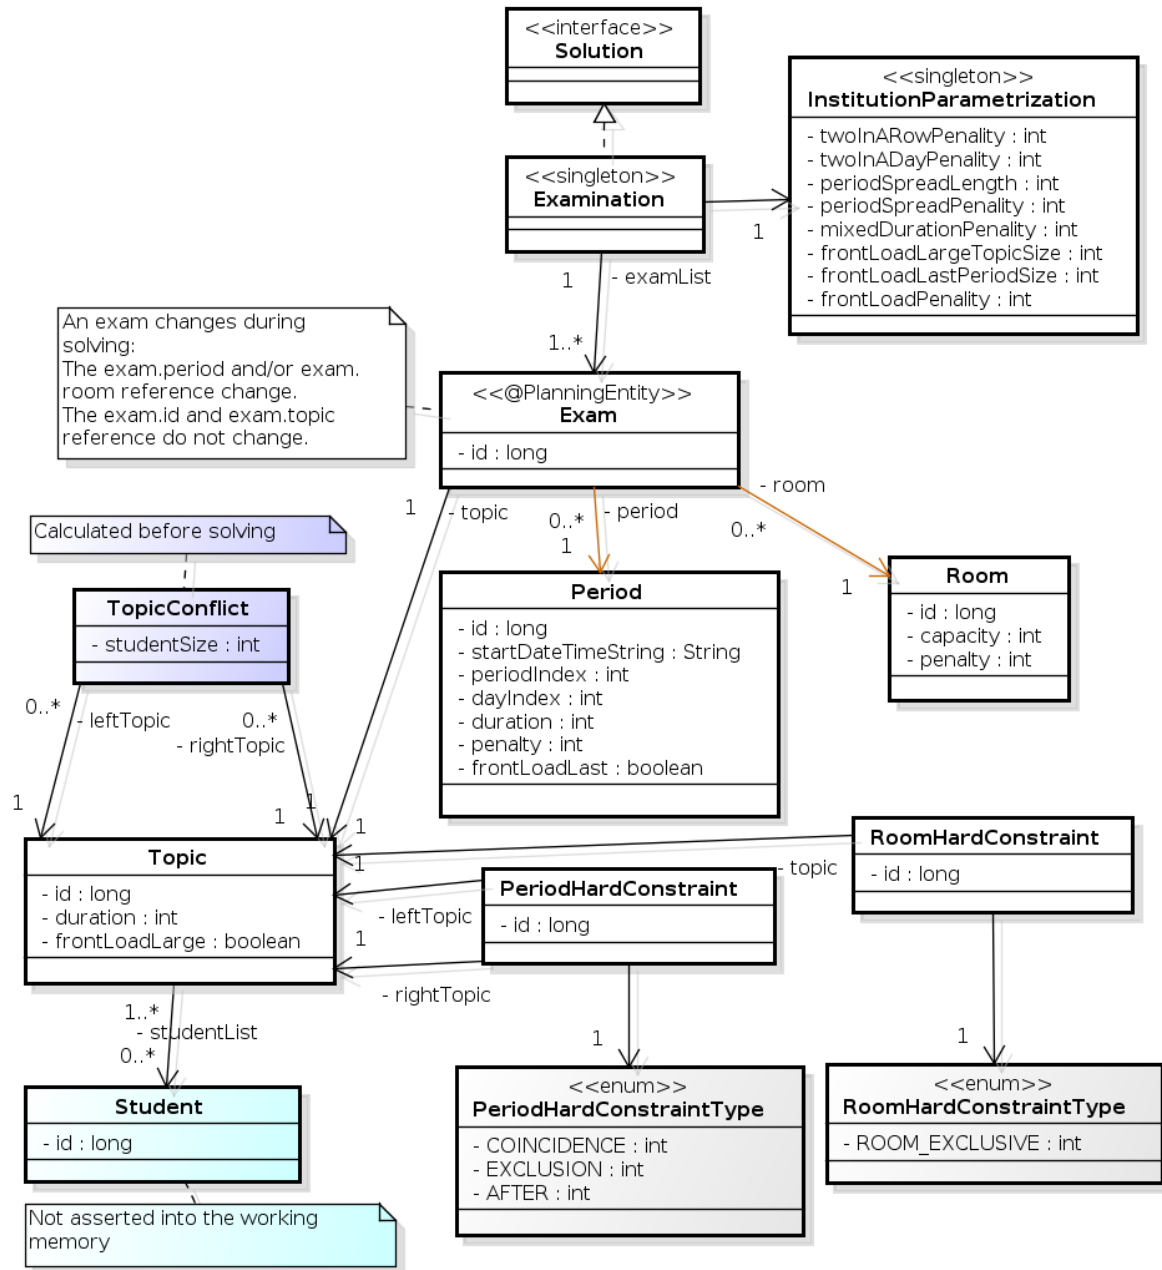 <<interface>>
Solution
<<singleton>>
InstitutionParametrization
- twoInARowPenality : int
- twoInADayPenality : int
- periodSpreadLength : int
- periodSpreadPenality : int
- mixedDurationPenality : int
- frontLoadLargeTopicSize : int
- frontLoadLastPeriodSize : int
- frontLoadPenality : int
<<singleton>>
Examination
1
1
- examList
1..*
An exam changes during
solving:
The exam.period and/or exam.
room reference change.
The exam.id and exam.topic
reference do not change.
<<@PlanningEntity>>
Exam
- id : long
1
- topic
0..*
- period
1
- room
0..*
1
Calculated before solving
TopicConflict
- studentSize : int
0..*
- leftTopic
0..*
- rightTopic
1
1
1
1
Period
- id : long
- startDateTimeString : String
- periodIndex : int
- dayIndex : int
- duration : int
- penalty : int
- frontLoadLast : boolean
Room
- id : long
- capacity : int
- penalty : int
Topic
- id : long
- duration : int
- frontLoadLarge : boolean
1
- leftTopic
1
- rightTopic
PeriodHardConstraint
- id : long
- topic
RoomHardConstraint
- id : long
1..*
- studentList
0..*
1
1
Student
- id : long
Not asserted into the working
memory
<<enum>>
PeriodHardConstraintType
- COINCIDENCE : int
- EXCLUSION : int
- AFTER : int
<<enum>>
RoomHardConstraintType
- ROOM_EXCLUSIVE : int